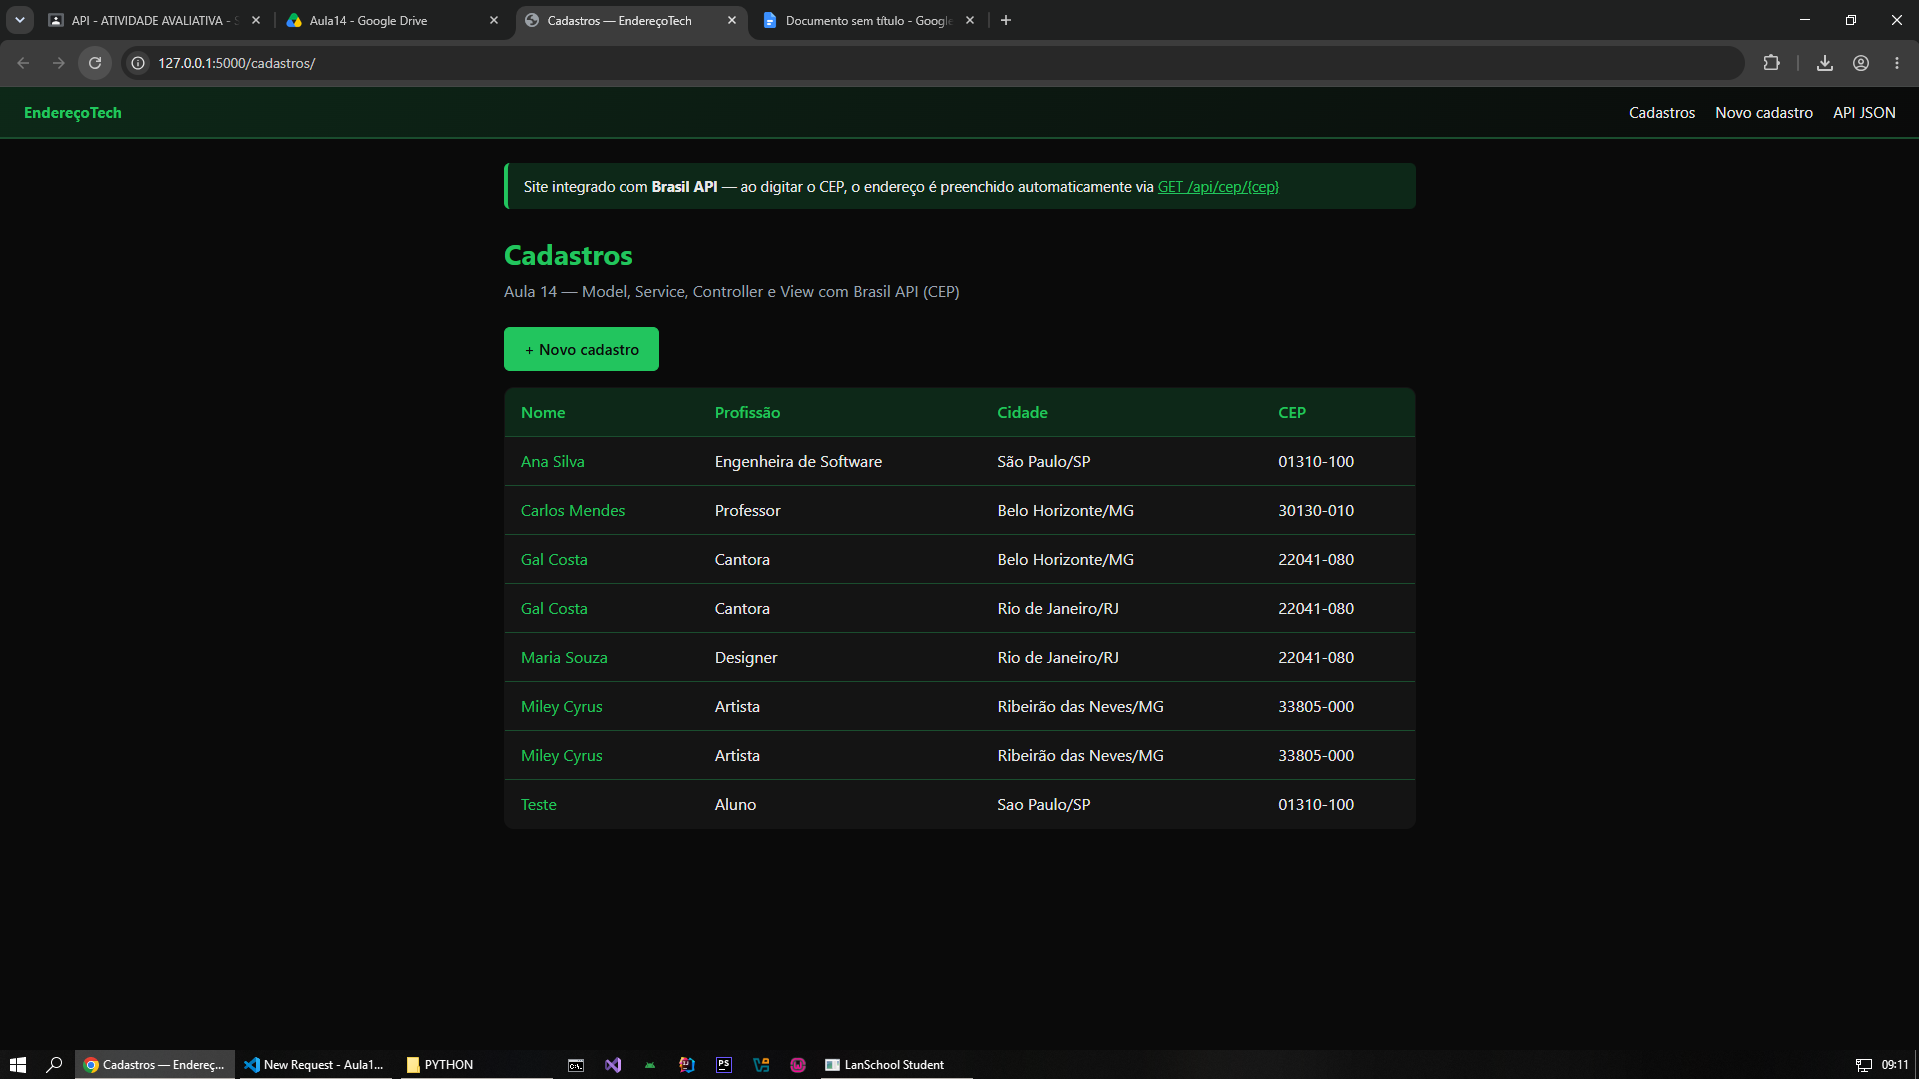 API - ATIVIDADE AVALIATIVA - S
Aula14 - Google Drive
Cadastros — EndereçoTech
Documento sem título - Google
127.0.0.1:5000/cadastros/
EndereçoTech
Cadastros
Novo cadastro
API JSON
Site integrado com Brasil API — ao digitar o CEP, o endereço é preenchido automaticamente via GET /api/cep/{cep}
Cadastros
Aula 14 — Model, Service, Controller e View com Brasil API (CEP)
+ Novo cadastro
Nome Profissão Cidade CEP
Ana Silva Engenheira de Software São Paulo/SP 01310-100
Carlos Mendes Professor Belo Horizonte/MG 30130-010
Gal Costa Cantora Belo Horizonte/MG 22041-080
Gal Costa Cantora Rio de Janeiro/RJ 22041-080
Maria Souza Designer Rio de Janeiro/RJ 22041-080
Miley Cyrus Artista Ribeirão das Neves/MG 33805-000
Miley Cyrus Artista Ribeirão das Neves/MG 33805-000
Teste Aluno Sao Paulo/SP 01310-100
Cadastros — Endereç...
New Request - Aula1...
PYTHON
PS
LanSchool Student
09:11